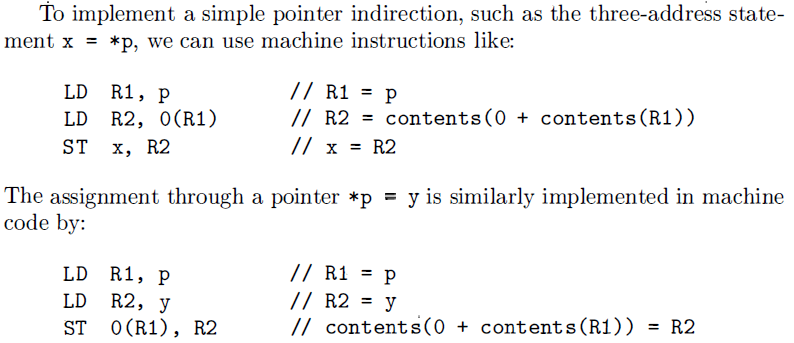 To implement a simple pointer indirection, such as the three-address state-
ment x = *p, we can use machine instructions like:
LD R1, p // R1 = p
LD R2, 0(R1) // R2 = contents(0 + contents(R1))
ST x, R2 // x = R2
The assignment through a pointer *p = y is similarly implemented in machine
code by:
LD R1, p // R1 = p
LD R2, y // R2 = y
ST 0(R1), R2 // contents(0 + contents(R1)) = R2